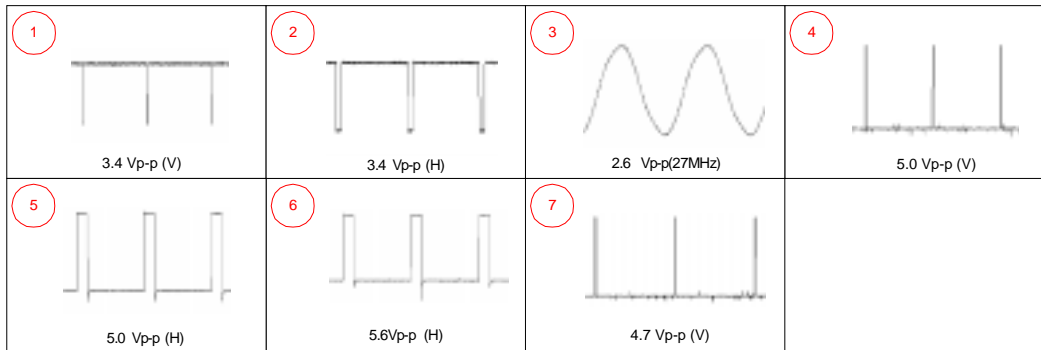 1
2
3
4
3.4 Vp-p (V)
3.4 Vp-p (H)
2.6 Vp-p(27MHz)
5.0 Vp-p (V)
5
6
7
5.0 Vp-p (H)
5.6Vp-p (H)
4.7 Vp-p (V)